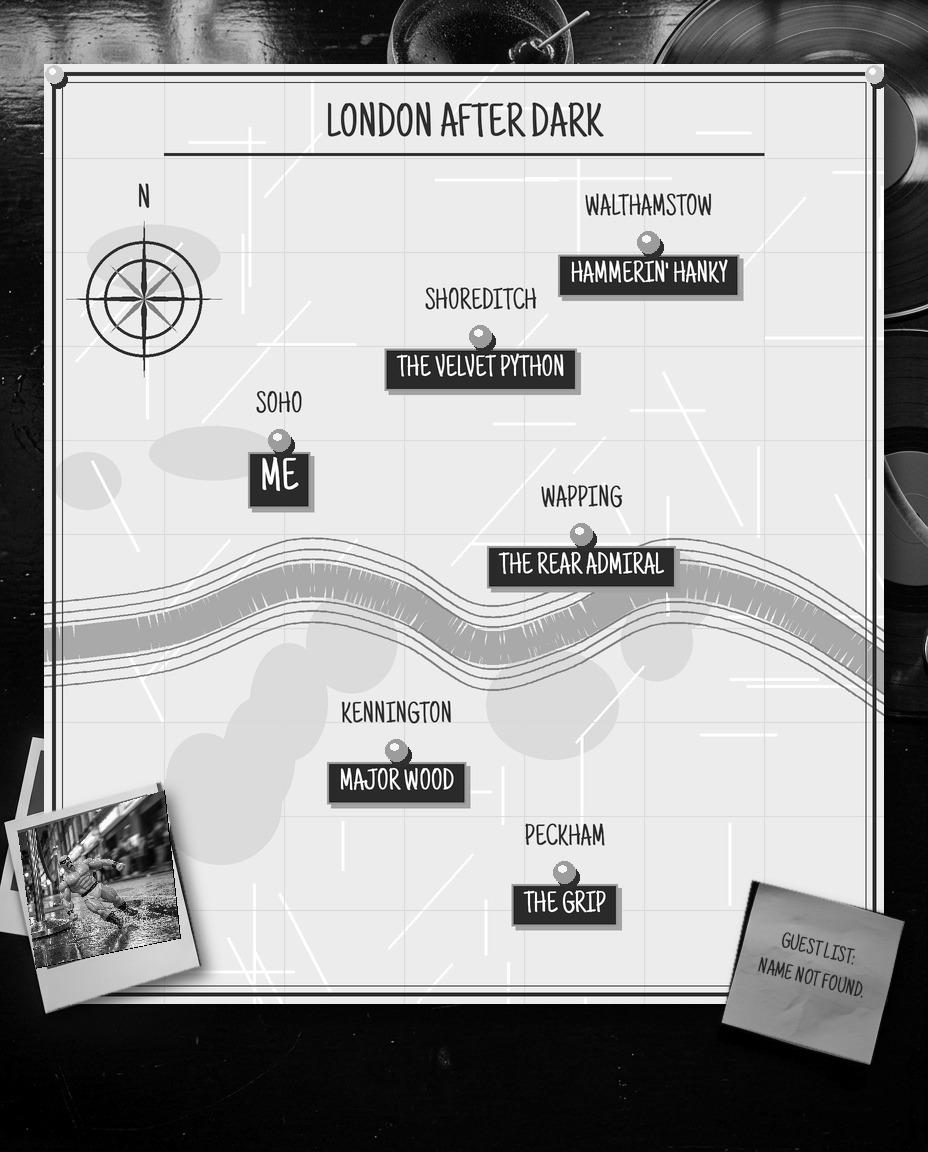 LONDON AFTER DARK
N
WALTHAMSTOW
HAMMERIN' HANKY
SHOREDITCH
THE VELVET PYTHON
SOHO
ME
WAPPING
THE REAR ADMIRAL
KENNINGTON
MAJOR WOOD
PECKHAM
THE GRIP
GUEST LIST:
NAME NOT FOUND.